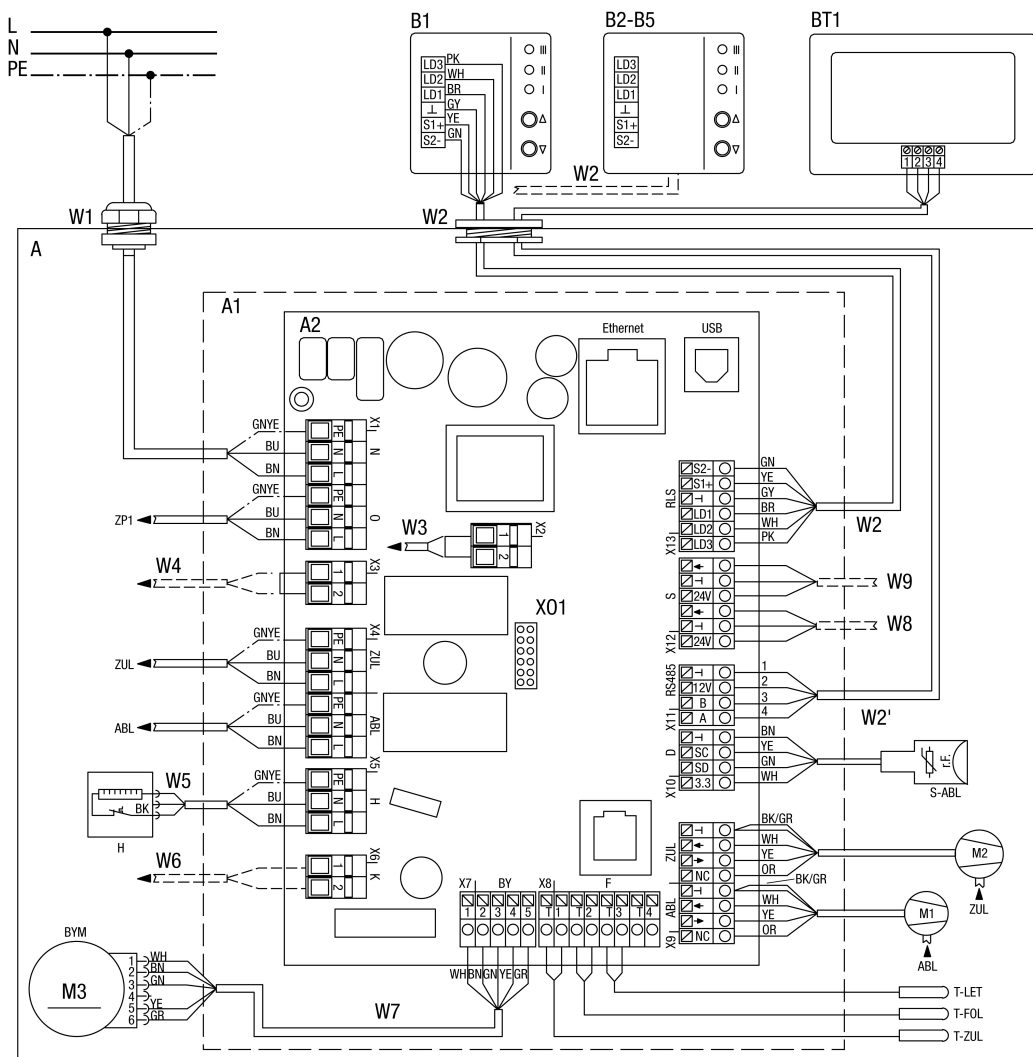 L
N
PE
B1
LD3 PK
LD2 WH
LD1 BR
⊥ GY
S1+ YE
S2- GN
III
II
I
B2-B5
LD3
LD2
LD1
⊥
S1+
S2-
III
II
I
BT1
1 2 3 4
W2
W1
W2
A
A1
A2
Ethernet
USB
X1
GNYE PE
BU N N
BN L
GNYE PE
ZP1 BU N O
BN L
W3
X2
1
2
W4
X3
1
2
X01
X4
GNYE PE
ZUL BU N ZUL
BN L
GNYE PE
ABL BU N ABL
BN L
X5
W5
GNYE PE
BK BU N H
BN L
H
X6
W6
1 K
2
RLS
X13
S2- GN
S1+ YE
⊥ GY
LD1 BR
LD2 WH
LD3 PK
W2
S
X12
⊥
24V
W9
⊥
24V
W8
RS485
X11
⊥ 1
12V 2
B 3
A 4
W2'
D
X10
⊥ BN
SC YE
SD GN
3.3 WH
r.F.
S-ABL
ZUL
⊥ BK/GR
WH
YE
NC OR
M2
ZUL
ABL
X9
⊥ BK/GR
WH
YE
NC OR
M1
ABL
X7 BY X8 F
1 2 3 4 5 T 1 T 2 T 3 T 4
WH BN GN YE GR
BYM
M3
1 WH
2 BN
3 GN
4
5 YE
6 GR
W7
T-LET
T-FOL
T-ZUL